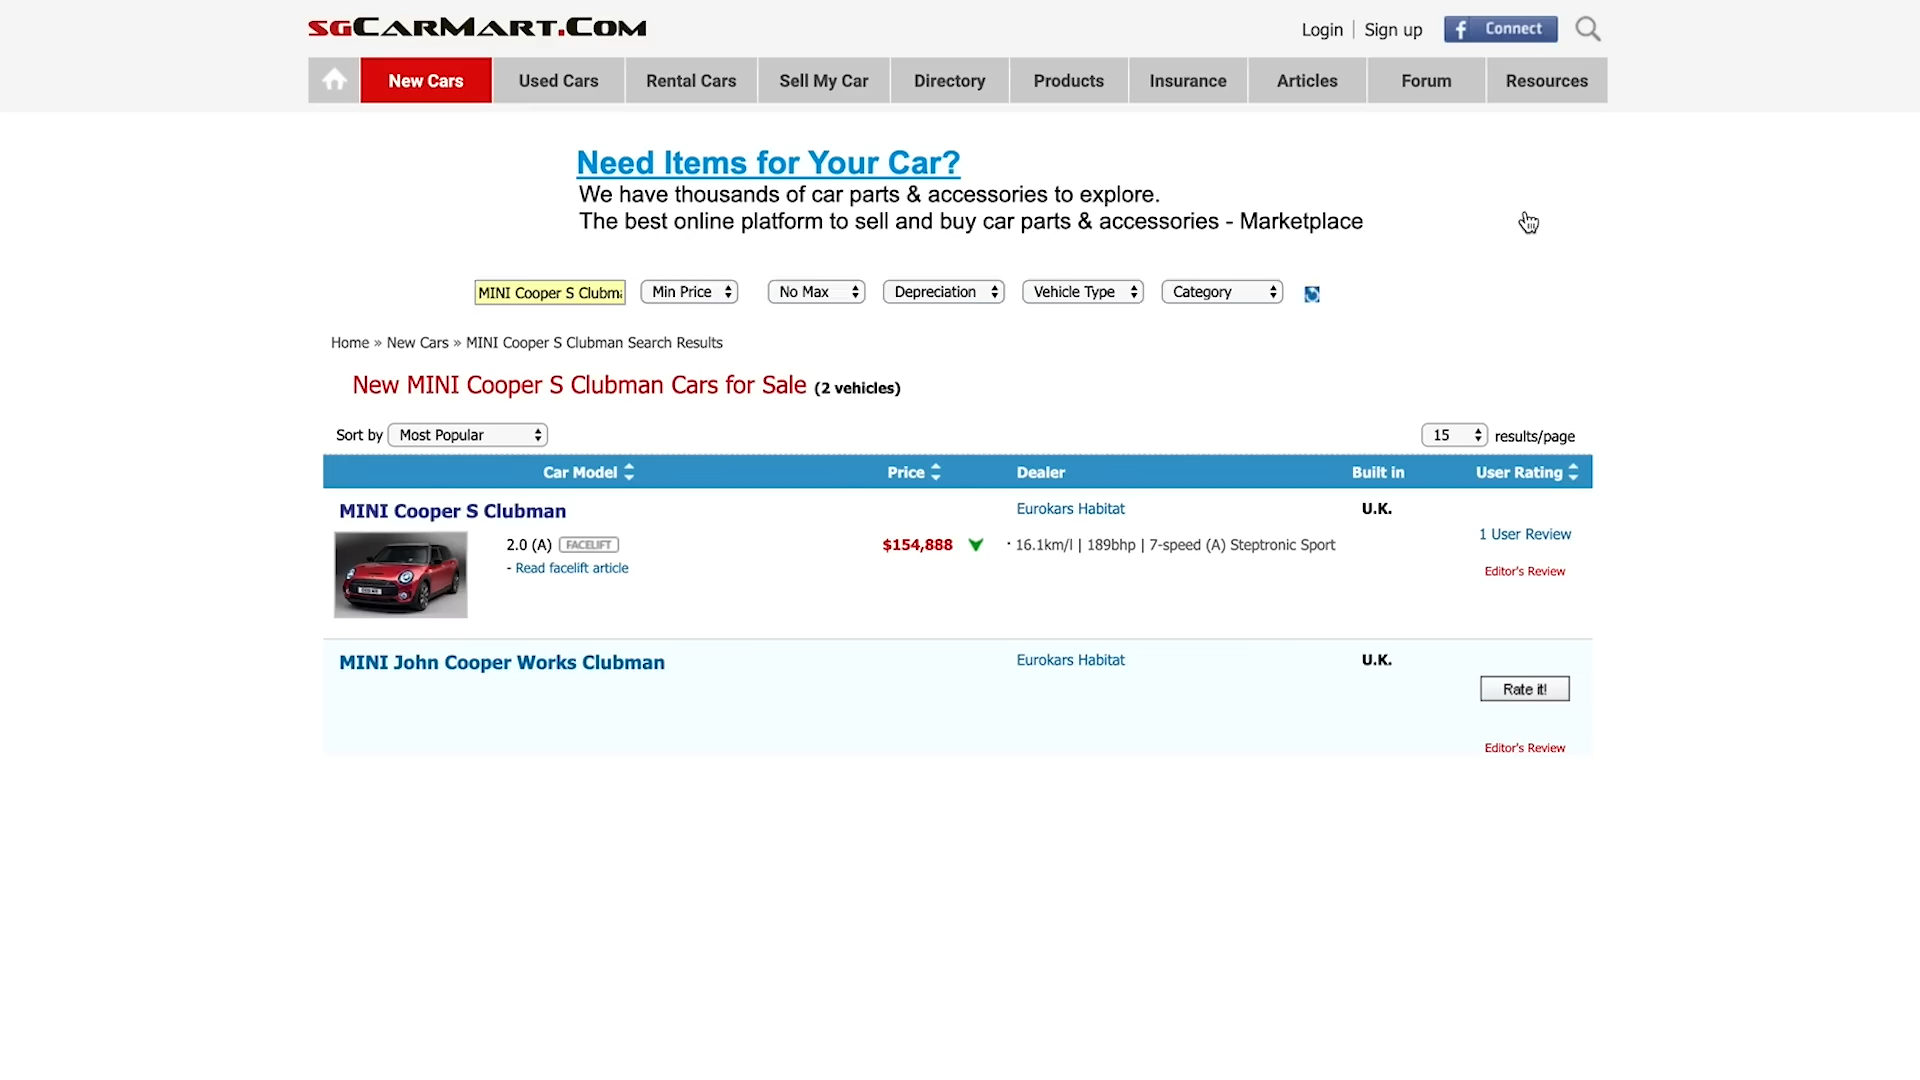 SGCARMART.COM
Login
Sign up
Connect
New Cars
Used Cars
Rental Cars
Sell My Car
Directory
Products
Insurance
Articles
Forum
Resources
Need Items for Your Car?
We have thousands of car parts & accessories to explore.
The best online platform to sell and buy car parts & accessories - Marketplace
MINI Cooper S Clubm
Min Price
No Max
Depreciation
Vehicle Type
Category
Home » New Cars » MINI Cooper S Clubman Search Results
New MINI Cooper S Clubman Cars for Sale (2 vehicles)
Sort by Most Popular
15 results/page
Car Model
Price
Dealer
Built in
User Rating
MINI Cooper S Clubman
Eurokars Habitat
U.K.
1 User Review
2.0 (A) FACELIFT
$154,888
· 16.1km/l | 189bhp | 7-speed (A) Steptronic Sport
- Read facelift article
Editor's Review
MINI John Cooper Works Clubman
Eurokars Habitat
U.K.
Rate it!
Editor's Review